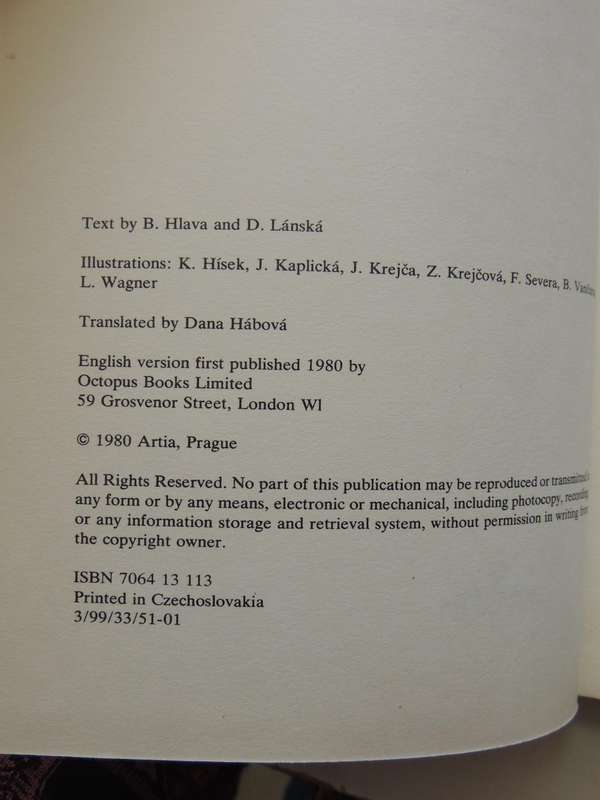 Text by B. Hlava and D. Lánská
Illustrations: K. Hísek, J. Kaplická, J. Krejča, Z. Krejčová, F. Severa, B. 
L. Wagner
Translated by Dana Hábová
English version first published 1980 by
Octopus Books Limited
59 Grosvenor Street, London Wl
© 1980 Artia, Prague
All Rights Reserved. No part of this publication may be reproduced or transmitted in
any form or by any means, electronic or mechanical, including photocopy, recording
or any information storage and retrieval system, without permission in writing from
the copyright owner.
ISBN 7064 13 113
Printed in Czechoslovakia
3/99/33/51-01